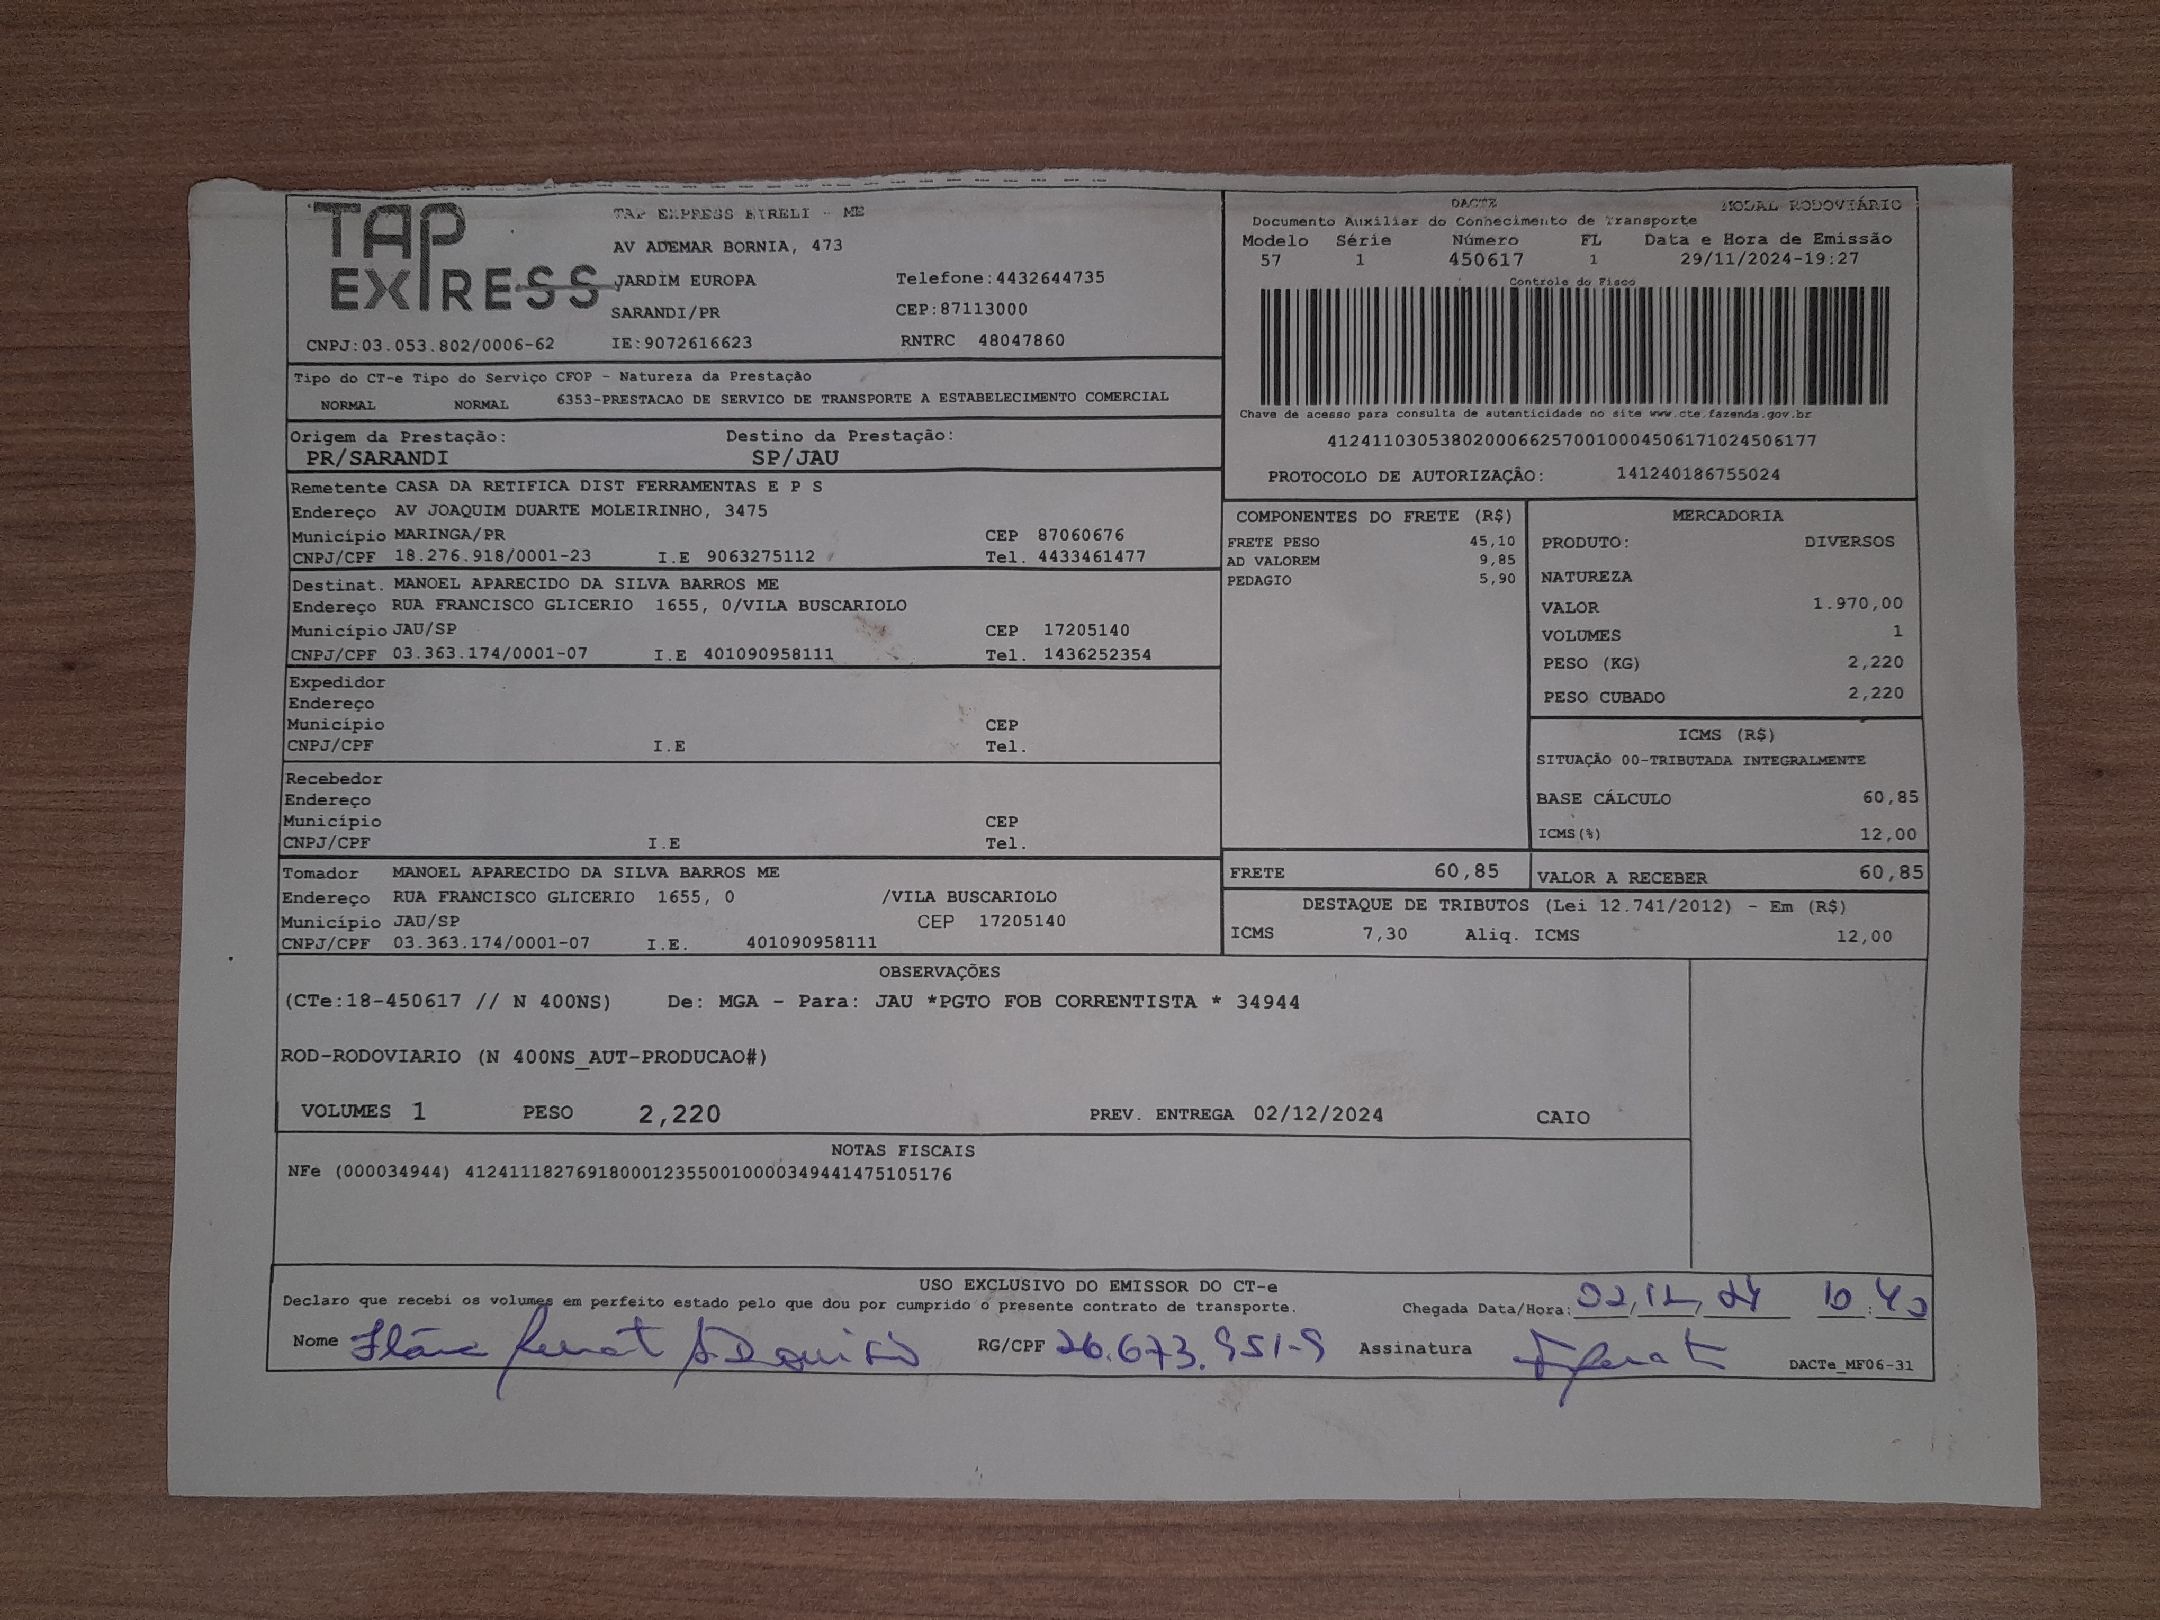 TAP EXPRESS
TAP EXPRESS EIRELI - ME
AV ADEMAR BORNIA, 473
JARDIM EUROPA Telefone:4432644735
SARANDI/PR CEP:87113000
CNPJ:03.053.802/0006-62 IE:9072616623 RNTRC 48047860
DACTE MODAL RODOVIÁRIO
Documento Auxiliar do Conhecimento de Transporte
Modelo Série Número FL Data e Hora de Emissão
57 1 450617 1 29/11/2024-19:27
Controle do Fisco
Chave de acesso para consulta de autenticidade no site www.cte.fazenda.gov.br
41241103053802000662570010004506171024506177
PROTOCOLO DE AUTORIZAÇÃO: 141240186755024
Tipo do CT-e Tipo do Serviço CFOP - Natureza da Prestação
NORMAL NORMAL 6353-PRESTACAO DE SERVICO DE TRANSPORTE A ESTABELECIMENTO COMERCIAL
Origem da Prestação: Destino da Prestação:
PR/SARANDI SP/JAU
Remetente CASA DA RETIFICA DIST FERRAMENTAS E P S
Endereço AV JOAQUIM DUARTE MOLEIRINHO, 3475
Município MARINGA/PR CEP 87060676
CNPJ/CPF 18.276.918/0001-23 I.E 9063275112 Tel. 4433461477
Destinat. MANOEL APARECIDO DA SILVA BARROS ME
Endereço RUA FRANCISCO GLICERIO 1655, 0/VILA BUSCARIOLO
Município JAU/SP CEP 17205140
CNPJ/CPF 03.363.174/0001-07 I.E 401090958111 Tel. 1436252354
Expedidor
Endereço
Município CEP
CNPJ/CPF I.E Tel.
Recebedor
Endereço
Município CEP
CNPJ/CPF I.E Tel.
Tomador MANOEL APARECIDO DA SILVA BARROS ME
Endereço RUA FRANCISCO GLICERIO 1655, 0 /VILA BUSCARIOLO
Município JAU/SP CEP 17205140
CNPJ/CPF 03.363.174/0001-07 I.E. 401090958111
COMPONENTES DO FRETE (R$)
FRETE PESO 45,10
AD VALOREM 9,85
PEDAGIO 5,90
MERCADORIA
PRODUTO: DIVERSOS
NATUREZA
VALOR 1.970,00
VOLUMES 1
PESO (KG) 2,220
PESO CUBADO 2,220
ICMS (R$)
SITUAÇÃO 00-TRIBUTADA INTEGRALMENTE
BASE CÁLCULO 60,85
ICMS(%) 12,00
FRETE 60,85 VALOR A RECEBER 60,85
DESTAQUE DE TRIBUTOS (Lei 12.741/2012) - Em (R$)
ICMS 7,30 Aliq. ICMS 12,00
OBSERVAÇÕES
(CTe:18-450617 // N 400NS) De: MGA - Para: JAU *PGTO FOB CORRENTISTA * 34944
ROD-RODOVIARIO (N 400NS_AUT-PRODUCAO#)
VOLUMES 1 PESO 2,220 PREV. ENTREGA 02/12/2024 CAIO
NOTAS FISCAIS
NFe (000034944) 41241118276918000123550010000349441475105176
USO EXCLUSIVO DO EMISSOR DO CT-e
Declaro que recebi os volumes em perfeito estado pelo que dou por cumprido o presente contrato de transporte. Chegada Data/Hora: 02/12/24 10:40
Nome RG/CPF 26.673.951-9 Assinatura
DACTe_MF06-31